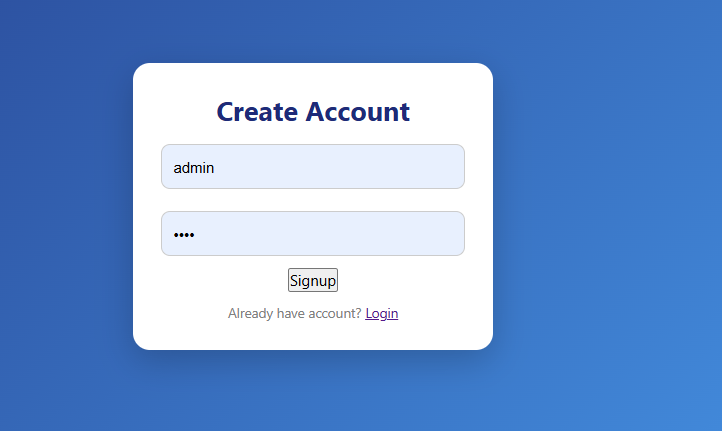 Create Account
admin
••••
Signup
Already have account? Login